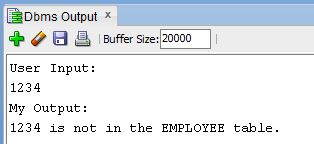 Dbms Output x
Buffer Size: 20000
User Input:
1234
My Output:
1234 is not in the EMPLOYEE table.